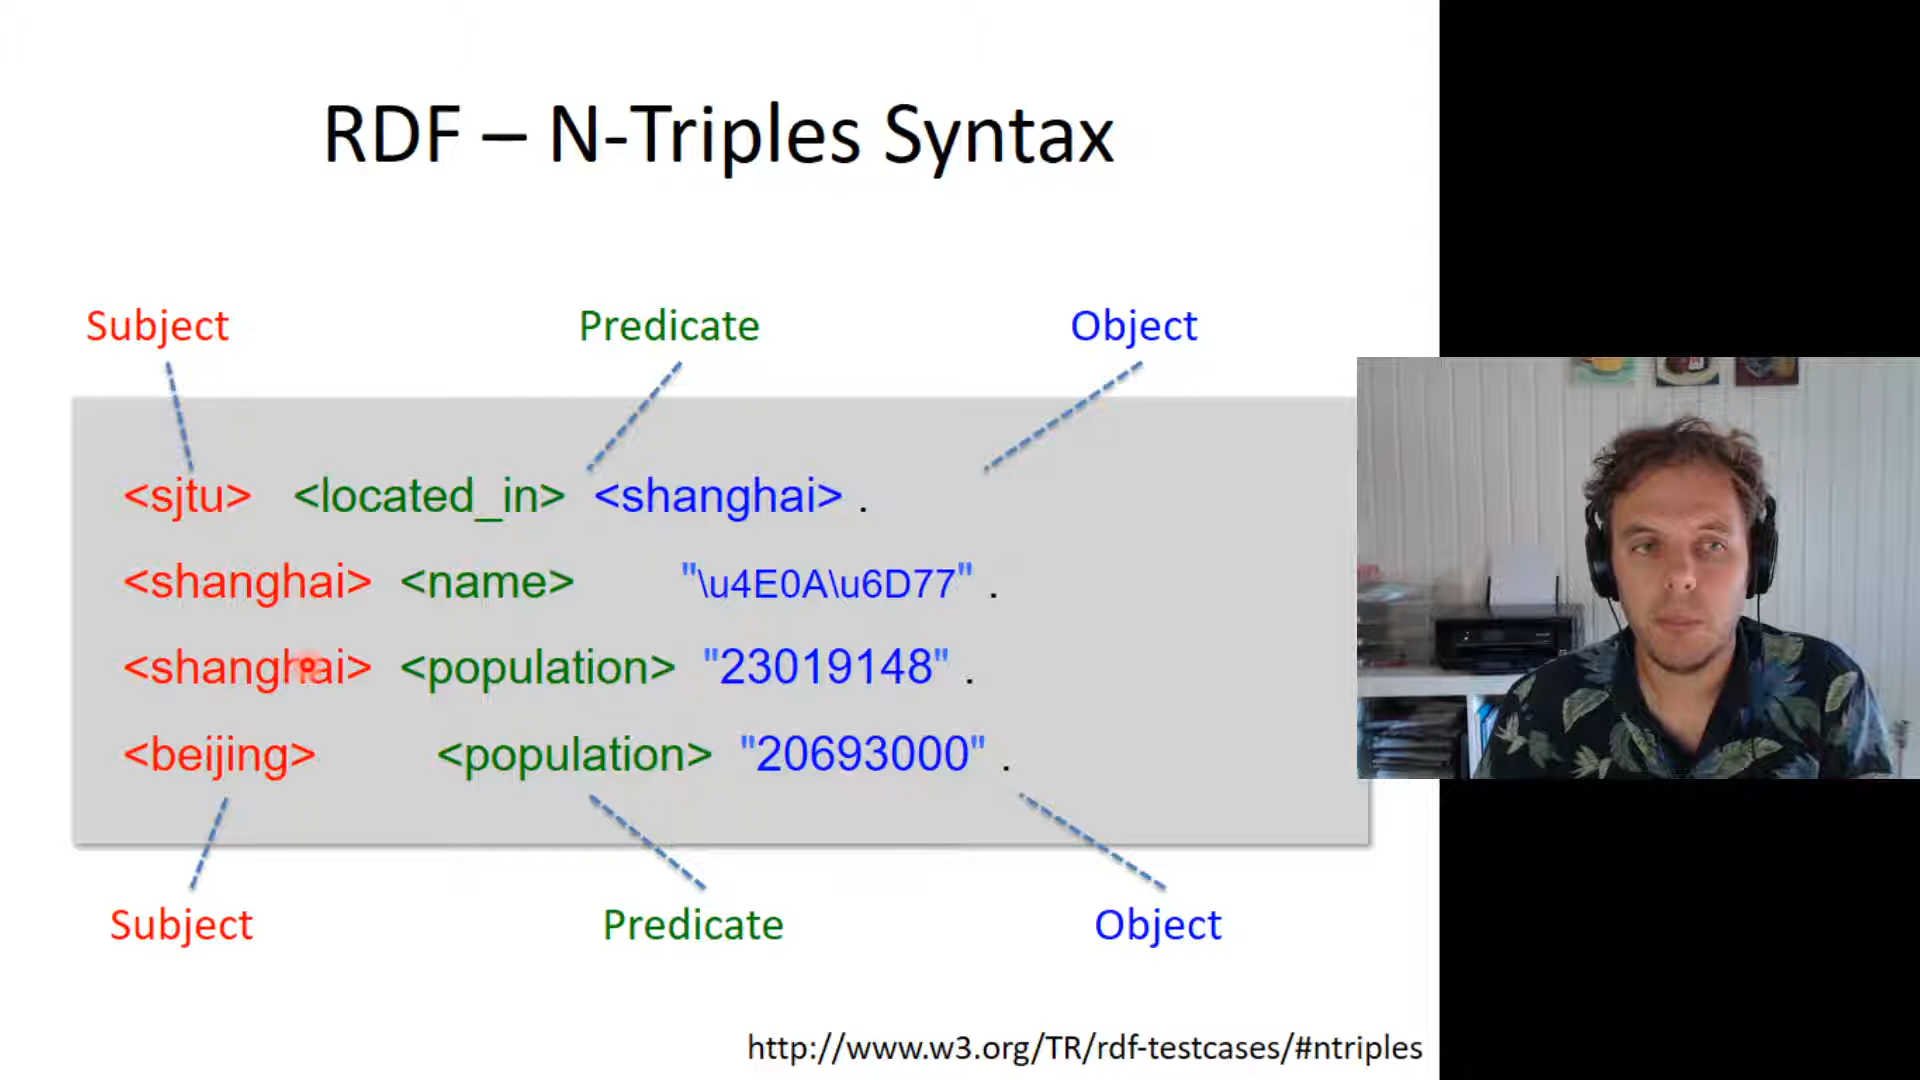 RDF – N-Triples Syntax
Subject Predicate Object
<sjtu> <located_in> <shanghai> .
<shanghai> <name> "\u4E0A\u6D77" .
<shanghai> <population> "23019148" .
<beijing> <population> "20693000" .
Subject Predicate Object
http://www.w3.org/TR/rdf-testcases/#ntriples